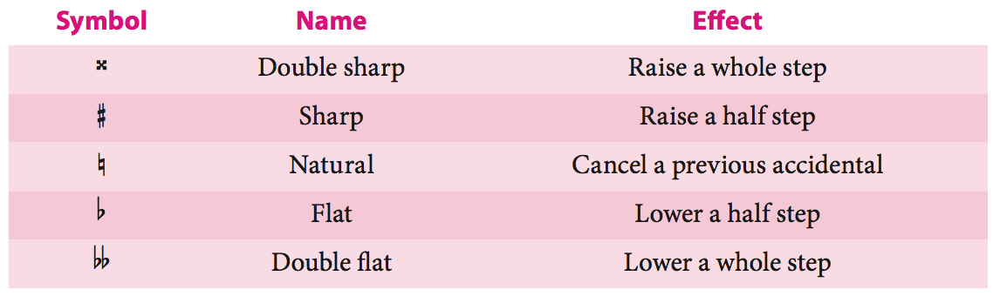 Symbol Name Effect
𝄪 Double sharp Raise a whole step
♯ Sharp Raise a half step
♮ Natural Cancel a previous accidental
♭ Flat Lower a half step
♭♭ Double flat Lower a whole step